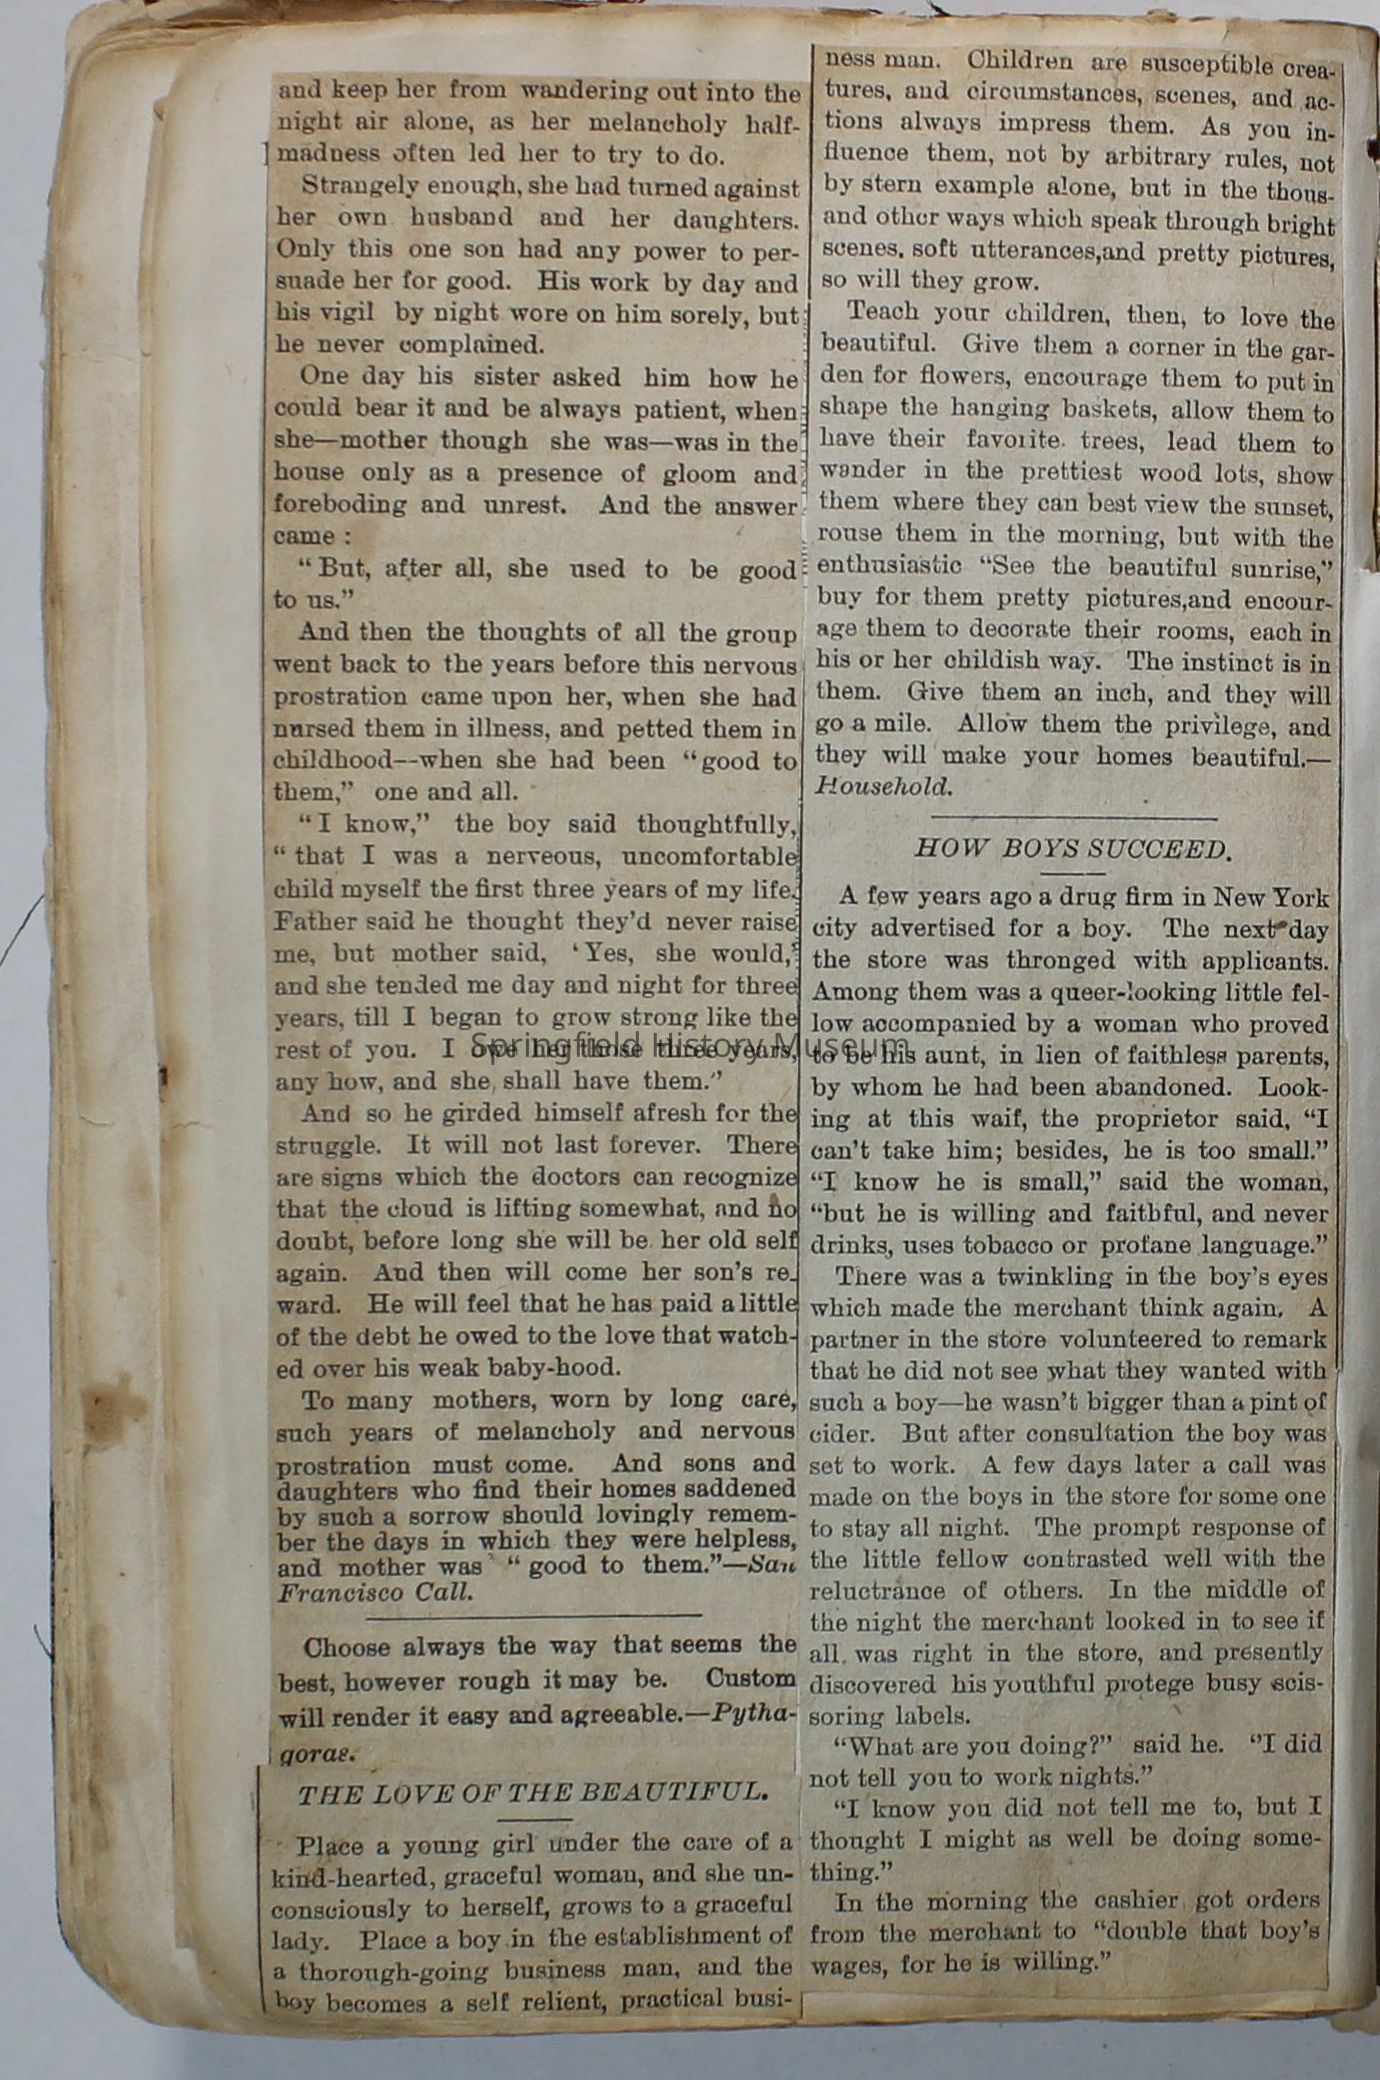 and keep her from wandering out into the
night air alone, as her melancholy half-
madness often led her to try to do.
Strangely enough, she had turned against
her own husband and her daughters.
Only this one son had any power to per-
suade her for good. His work by day and
his vigil by night wore on him sorely, but
he never complained.
One day his sister asked him how he
could bear it and be always patient, when
she—mother though she was—was in the
house only as a presence of gloom and
foreboding and unrest. And the answer
came :
“ But, after all, she used to be good
to us.”
And then the thoughts of all the group
went back to the years before this nervous
prostration came upon her, when she had
nursed them in illness, and petted them in
childhood--when she had been “good to
them,” one and all.
“ I know,” the boy said thoughtfully,
“ that I was a nerveous, uncomfortable
child myself the first three years of my life.
Father said he thought they'd never raise
me, but mother said, ‘Yes, she would,’
and she tended me day and night for three
years, till I began to grow strong like the
rest of you. I owe her those three years,
any how, and she shall have them.”
And so he girded himself afresh for the
struggle. It will not last forever. There
are signs which the doctors can recognize
that the cloud is lifting somewhat, and no
doubt, before long she will be her old self
again. And then will come her son's re-
ward. He will feel that he has paid a little
of the debt he owed to the love that watch-
ed over his weak baby-hood.
To many mothers, worn by long care,
such years of melancholy and nervous
prostration must come. And sons and
daughters who find their homes saddened
by such a sorrow should lovingly remem-
ber the days in which they were helpless,
and mother was “ good to them.”—San
Francisco Call.
Choose always the way that seems the
best, however rough it may be. Custom
will render it easy and agreeable.—Pytha-
goras.
THE LOVE OF THE BEAUTIFUL.
Place a young girl under the care of a
kind-hearted, graceful woman, and she un-
consciously to herself, grows to a graceful
lady. Place a boy in the establishment of
a thorough-going business man, and the
boy becomes a self relient, practical busi-
ness man. Children are susceptible crea-
tures, and circumstances, scenes, and ac-
tions always impress them. As you in-
fluence them, not by arbitrary rules, not
by stern example alone, but in the thous-
and other ways which speak through bright
scenes, soft utterances,and pretty pictures,
so will they grow.
Teach your children, then, to love the
beautiful. Give them a corner in the gar-
den for flowers, encourage them to put in
shape the hanging baskets, allow them to
have their favorite trees, lead them to
wander in the prettiest wood lots, show
them where they can best view the sunset,
rouse them in the morning, but with the
enthusiastic “See the beautiful sunrise,”
buy for them pretty pictures,and encour-
age them to decorate their rooms, each in
his or her childish way. The instinct is in
them. Give them an inch, and they will
go a mile. Allow them the privilege, and
they will make your homes beautiful.—
Household.
HOW BOYS SUCCEED.
A few years ago a drug firm in New York
city advertised for a boy. The next day
the store was thronged with applicants.
Among them was a queer-looking little fel-
low accompanied by a woman who proved
to be his aunt, in lien of faithless parents,
by whom he had been abandoned. Look-
ing at this waif, the proprietor said, “I
can't take him; besides, he is too small.”
“I know he is small,” said the woman,
“but he is willing and faithful, and never
drinks, uses tobacco or profane language.”
There was a twinkling in the boy's eyes
which made the merchant think again. A
partner in the store volunteered to remark
that he did not see what they wanted with
such a boy—he wasn't bigger than a pint of
cider. But after consultation the boy was
set to work. A few days later a call was
made on the boys in the store for some one
to stay all night. The prompt response of
the little fellow contrasted well with the
reluctrance of others. In the middle of
the night the merchant looked in to see if
all was right in the store, and presently
discovered his youthful protege busy scis-
soring labels.
“What are you doing?” said he. “I did
not tell you to work nights.”
“I know you did not tell me to, but I
thought I might as well be doing some-
thing.”
In the morning the cashier got orders
from the merchant to “double that boy's
wages, for he is willing.”
Springfield History Museum